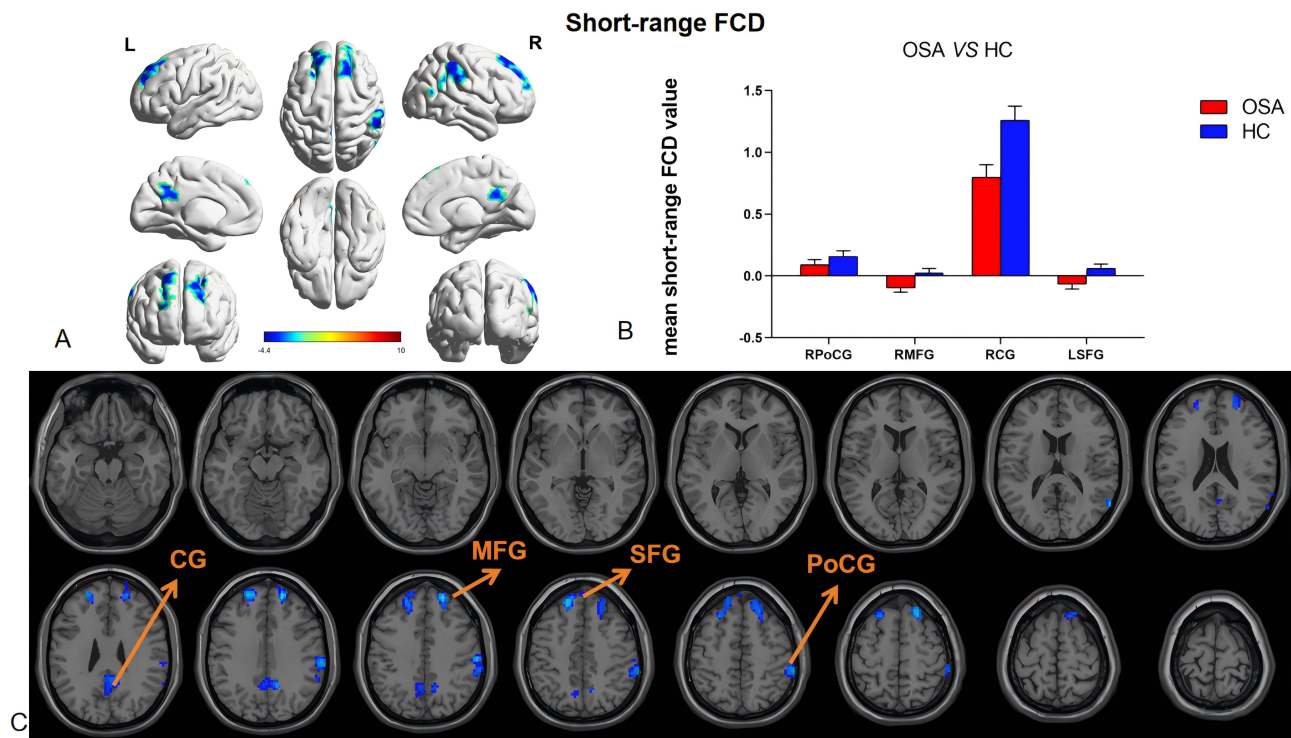 Short-range FCD
L
R
-4.4
10
A
OSA VS HC
mean short-range FCD value
1.5
1.0
0.5
0.0
-0.5
RPoCG
RMFG
RCG
LSFG
OSA
HC
B
CG
MFG
SFG
PoCG
C